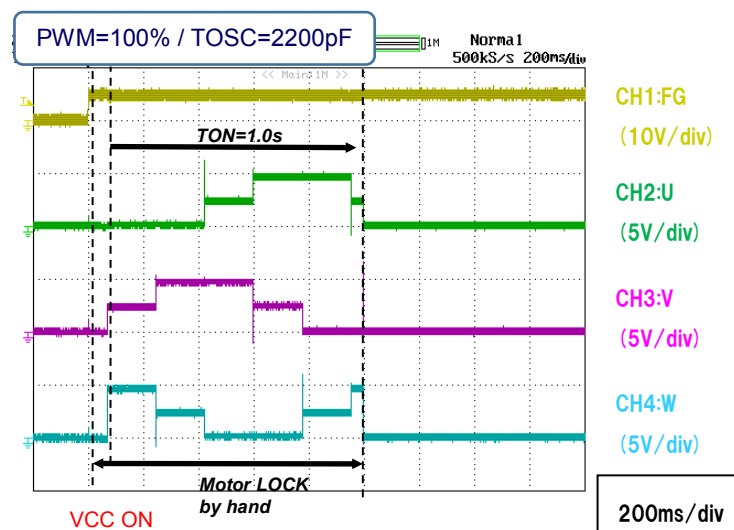 PWM=100% / TOSC=2200pF
1M
Normal
500kS/s 200ms/div
<< Main:1M >>
CH1:FG
(10V/div)
TON=1.0s
CH2:U
(5V/div)
CH3:V
(5V/div)
CH4:W
(5V/div)
Motor LOCK
by hand
VCC ON
200ms/div